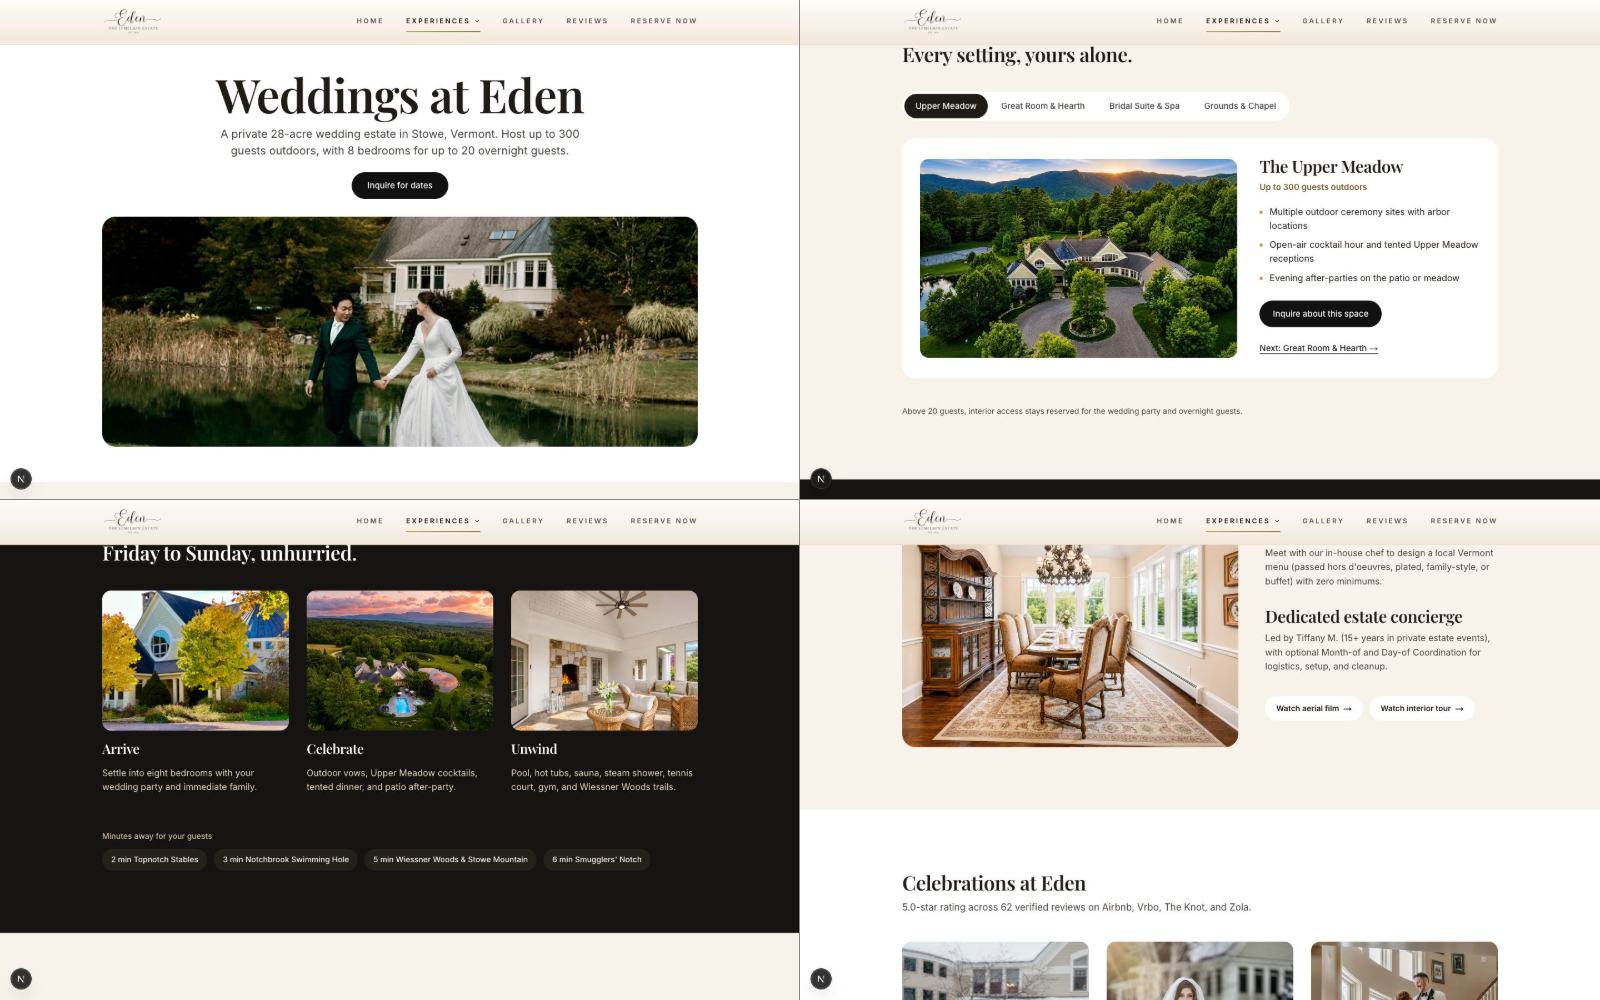 Eden
HOME EXPERIENCES GALLERY REVIEWS RESERVE NOW
Weddings at Eden
A private 28-acre wedding estate in Stowe, Vermont. Host up to 300
guests outdoors, with 8 bedrooms for up to 20 overnight guests.
Inquire for dates
N
Eden
HOME EXPERIENCES GALLERY REVIEWS RESERVE NOW
Every setting, yours alone.
Upper Meadow Great Room & Hearth Bridal Suite & Spa Grounds & Chapel
The Upper Meadow
Up to 300 guests outdoors
• Multiple outdoor ceremony sites with arbor
locations
• Open-air cocktail hour and tented Upper Meadow
receptions
• Evening after-parties on the patio or meadow
Inquire about this space
Next: Great Room & Hearth →
Above 20 guests, interior access stays reserved for the wedding party and overnight guests.
N
Eden
HOME EXPERIENCES GALLERY REVIEWS RESERVE NOW
Friday to Sunday, unhurried.
Arrive
Settle into eight bedrooms with your
wedding party and immediate family.
Celebrate
Outdoor vows, Upper Meadow cocktails,
tented dinner, and patio after-party.
Unwind
Pool, hot tubs, sauna, steam shower, tennis
court, gym, and Wiessner Woods trails.
Minutes away for your guests
2 min Topnotch Stables 3 min Notchbrook Swimming Hole 5 min Wiessner Woods & Stowe Mountain 6 min Smugglers' Notch
N
Eden
HOME EXPERIENCES GALLERY REVIEWS RESERVE NOW
Meet with our in-house chef to design a local Vermont
menu (passed hors d'oeuvres, plated, family-style, or
buffet) with zero minimums.
Dedicated estate concierge
Led by Tiffany M. (15+ years in private estate events),
with optional Month-of and Day-of Coordination for
logistics, setup, and cleanup.
Watch aerial film → Watch interior tour →
Celebrations at Eden
5.0-star rating across 62 verified reviews on Airbnb, Vrbo, The Knot, and Zola.
N